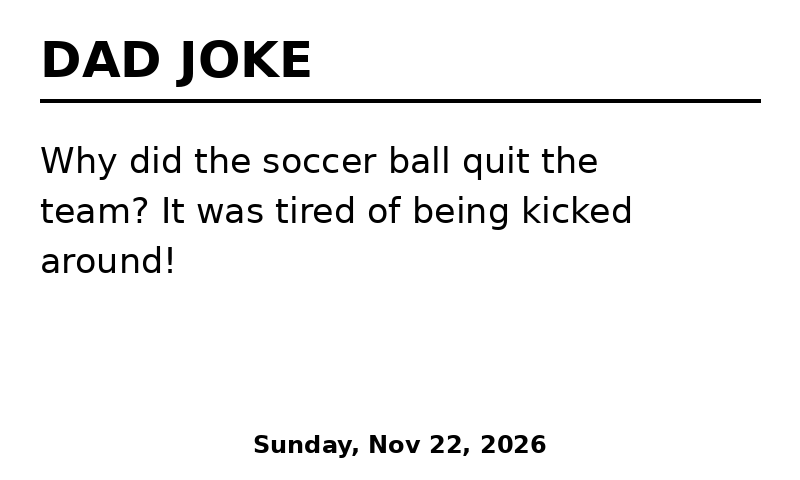 DAD JOKE
Why did the soccer ball quit the
team? It was tired of being kicked
around!
Sunday, Nov 22, 2026